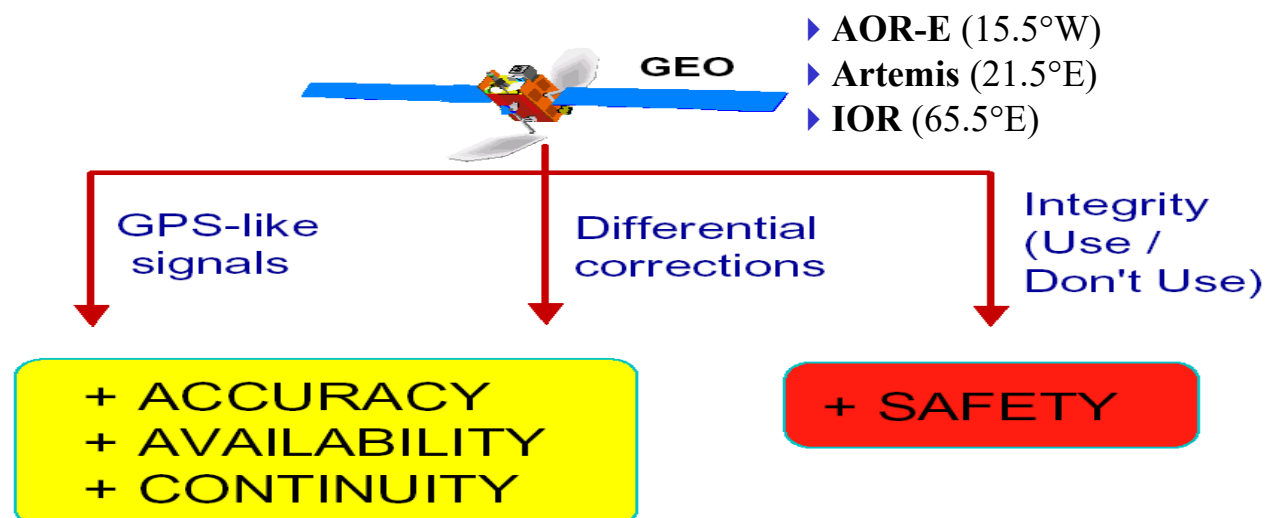 GEO
▶ AOR-E (15.5°W)
▶ Artemis (21.5°E)
▶ IOR (65.5°E)
GPS-like
signals
Differential
corrections
Integrity
(Use /
Don't Use)
+ ACCURACY
+ AVAILABILITY
+ CONTINUITY
+ SAFETY